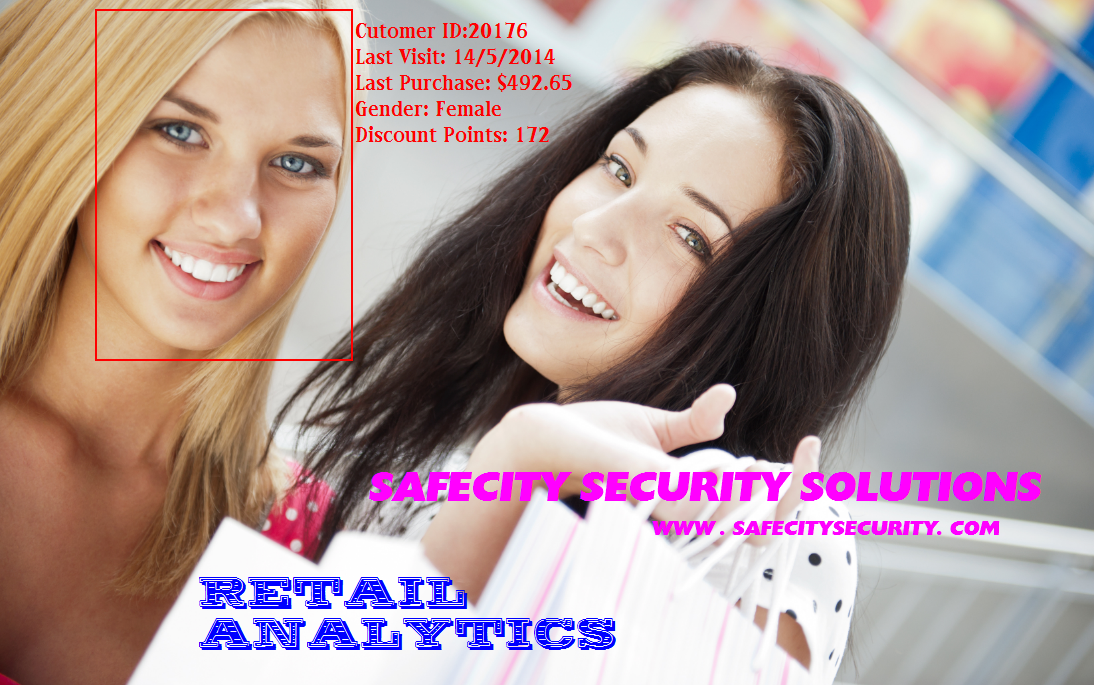 Cutomer ID:20176
Last Visit: 14/5/2014
Last Purchase: $492.65
Gender: Female
Discount Points: 172
SAFECITY SECURITY SOLUTIONS
WWW . SAFECITYSECURITY. COM
RETAIL
ANALYTICS